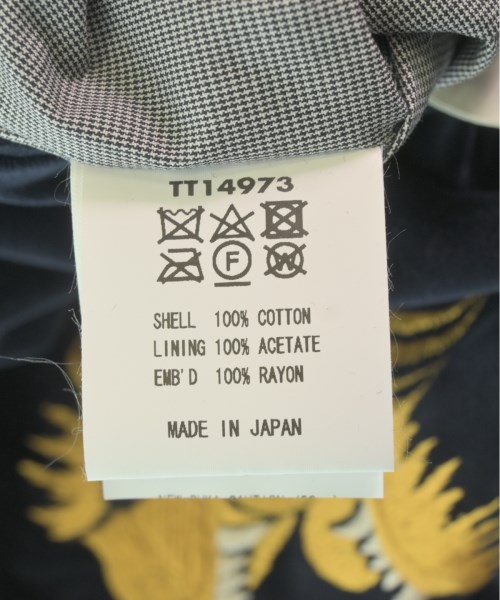 TT14973
F W
SHELL 100% COTTON
LINING 100% ACETATE
EMB'D 100% RAYON
MADE IN JAPAN